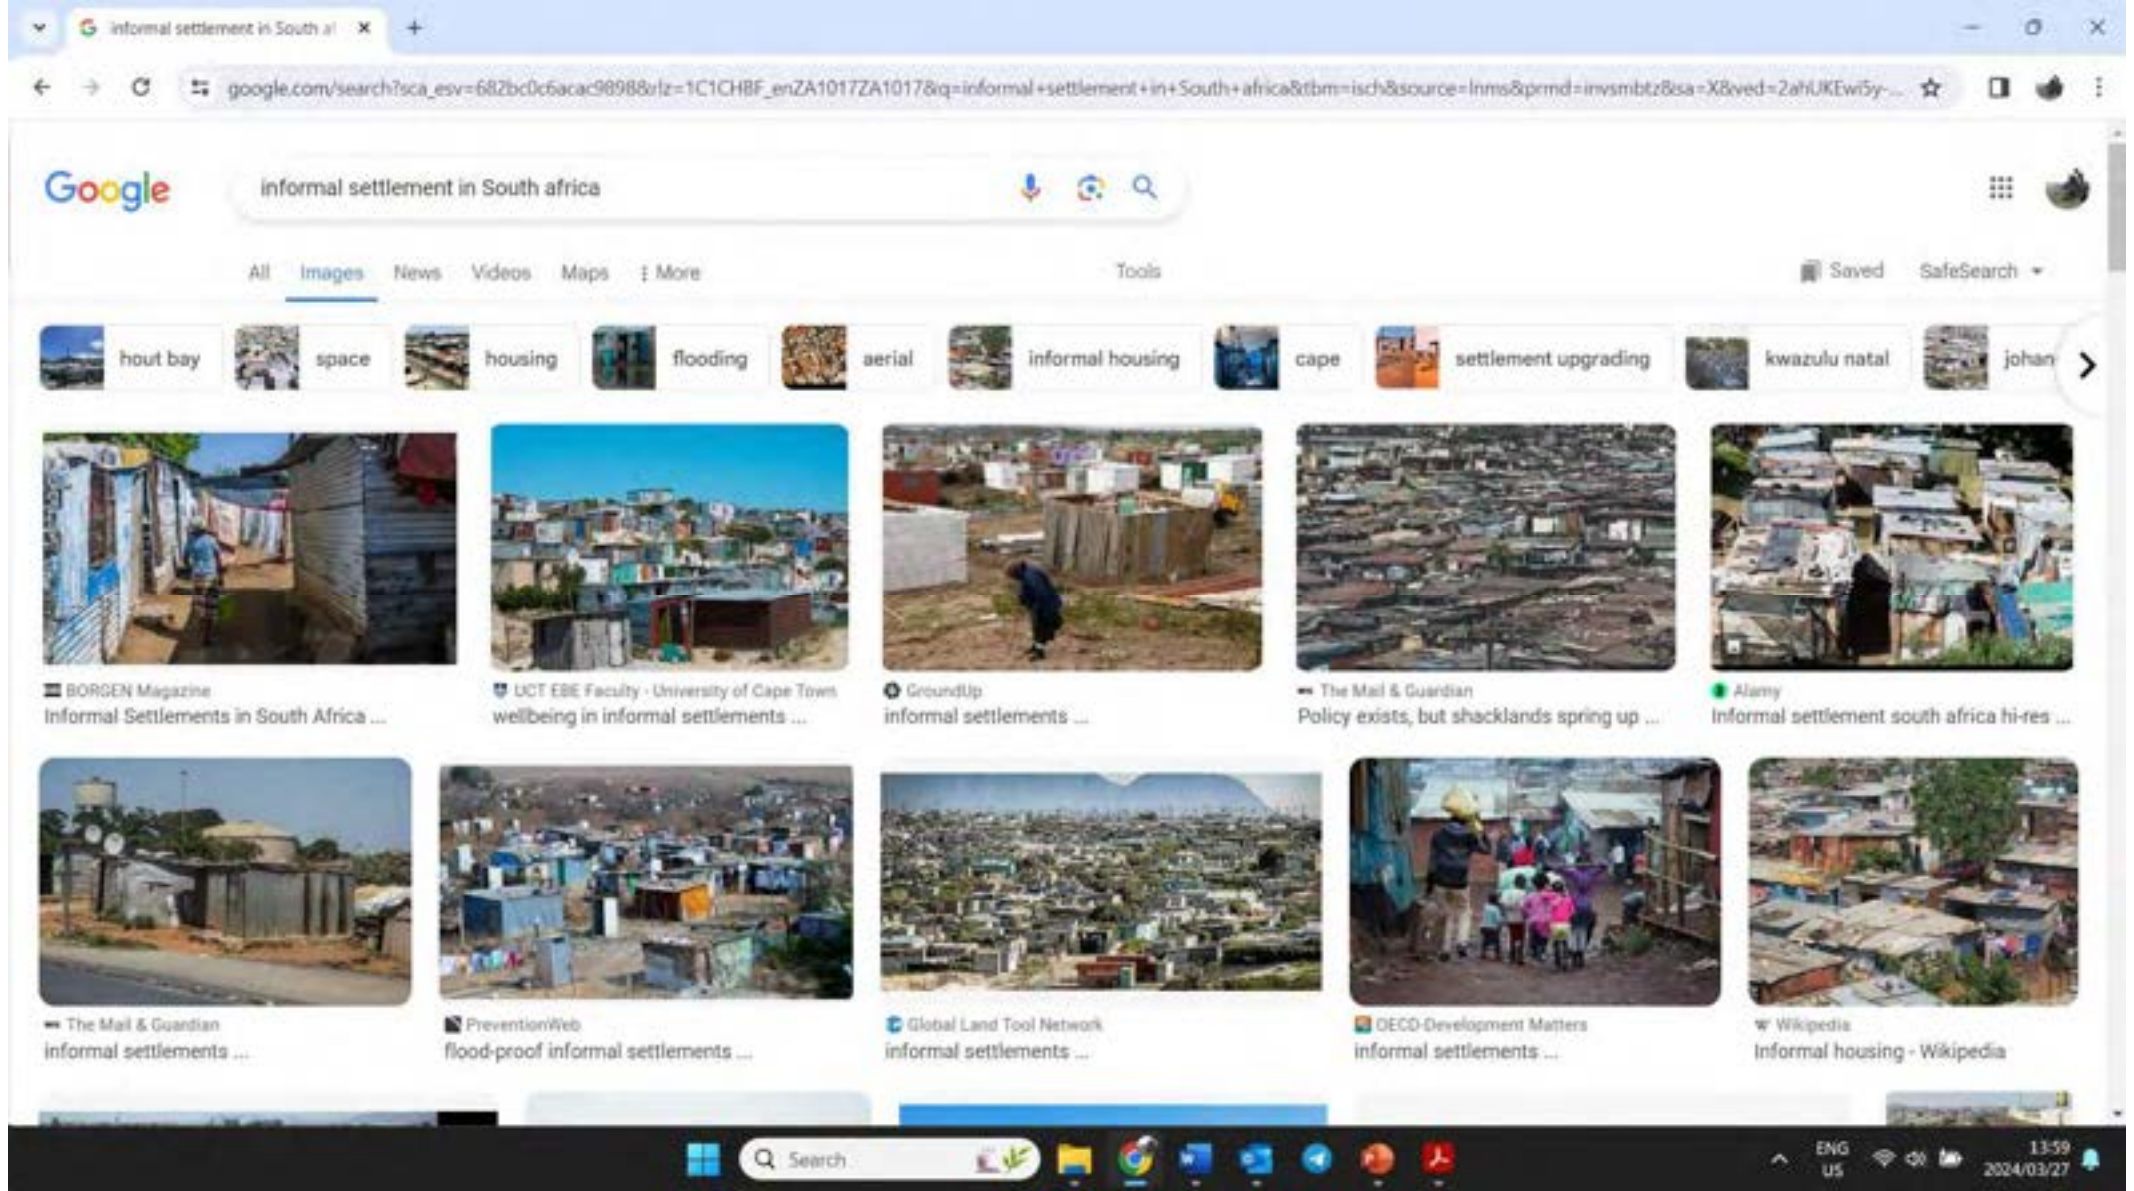 informal settlement in South a
google.com/search?sca_esv=682bc0c6acac9898&rlz=1C1CHBF_enZA1017ZA1017&q=informal+settlement+in+South+africa&tbm=isch&source=lnms&prmd=invsmbtz&sa=X&ved=2ahUKEwi5y-...
Google
informal settlement in South africa
All Images News Videos Maps More Tools Saved SafeSearch
hout bay space housing flooding aerial informal housing cape settlement upgrading kwazulu natal johan
BORGEN Magazine UCT EBE Faculty - University of Cape Town GroundUp The Mail & Guardian Alamy
Informal Settlements in South Africa ... wellbeing in informal settlements ... informal settlements ... Policy exists, but shacklands spring up ... Informal settlement south africa hi-res ...
The Mail & Guardian PreventionWeb Global Land Tool Network OECD-Development Matters Wikipedia
informal settlements ... flood-proof informal settlements ... informal settlements ... informal settlements ... Informal housing - Wikipedia
Search ENG 13:59
US 2024/03/27